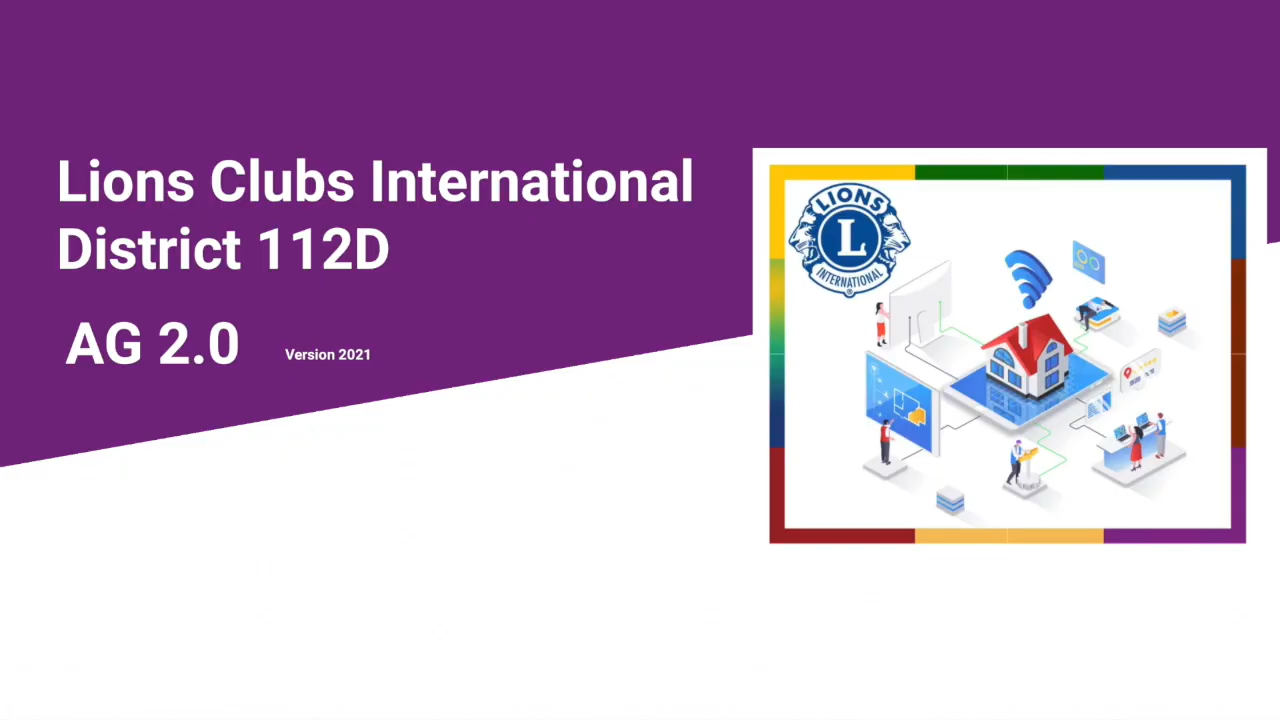 Lions Clubs International
District 112D
AG 2.0
Version 2021
LIONS
L
INTERNATIONAL
®